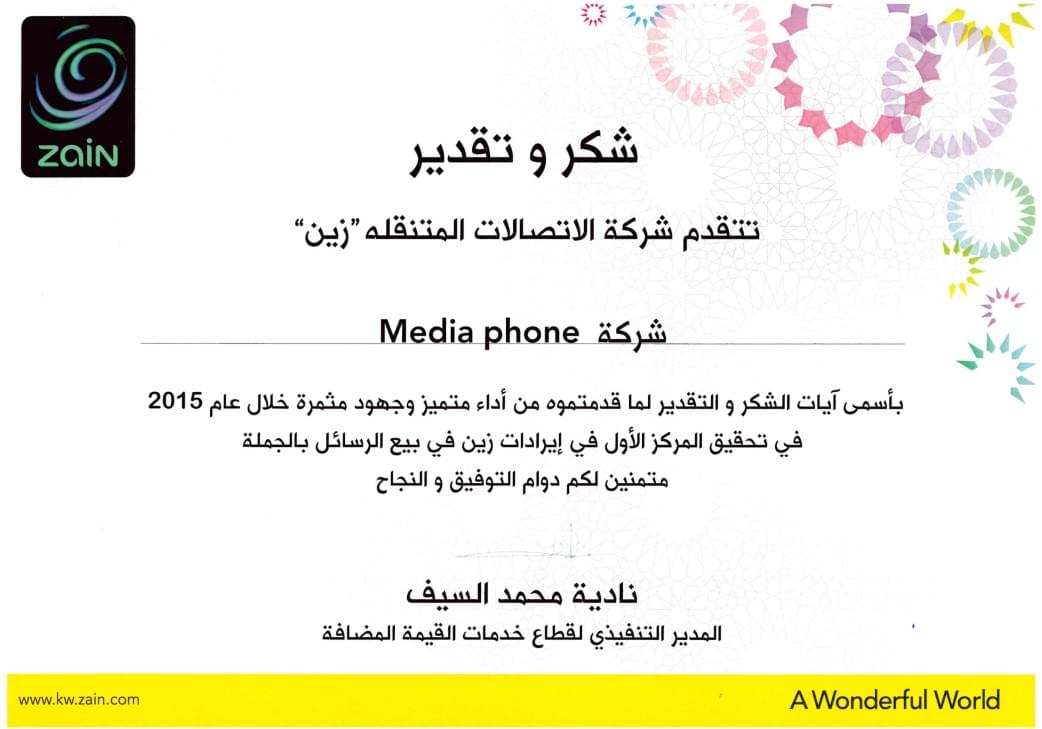 zain
شكر و تقدير
تتقدم شركة الاتصالات المتنقله "زين"
شركة Media phone
بأسمى آيات الشكر و التقدير لما قدمتموه من أداء متميز وجهود مثمرة خلال عام 2015
في تحقيق المركز الأول في إيرادات زين في بيع الرسائل بالجملة
متمنين لكم دوام التوفيق و النجاح
نادية محمد السيف
المدير التنفيذي لقطاع خدمات القيمة المضافة
www.kw.zain.com
A Wonderful World